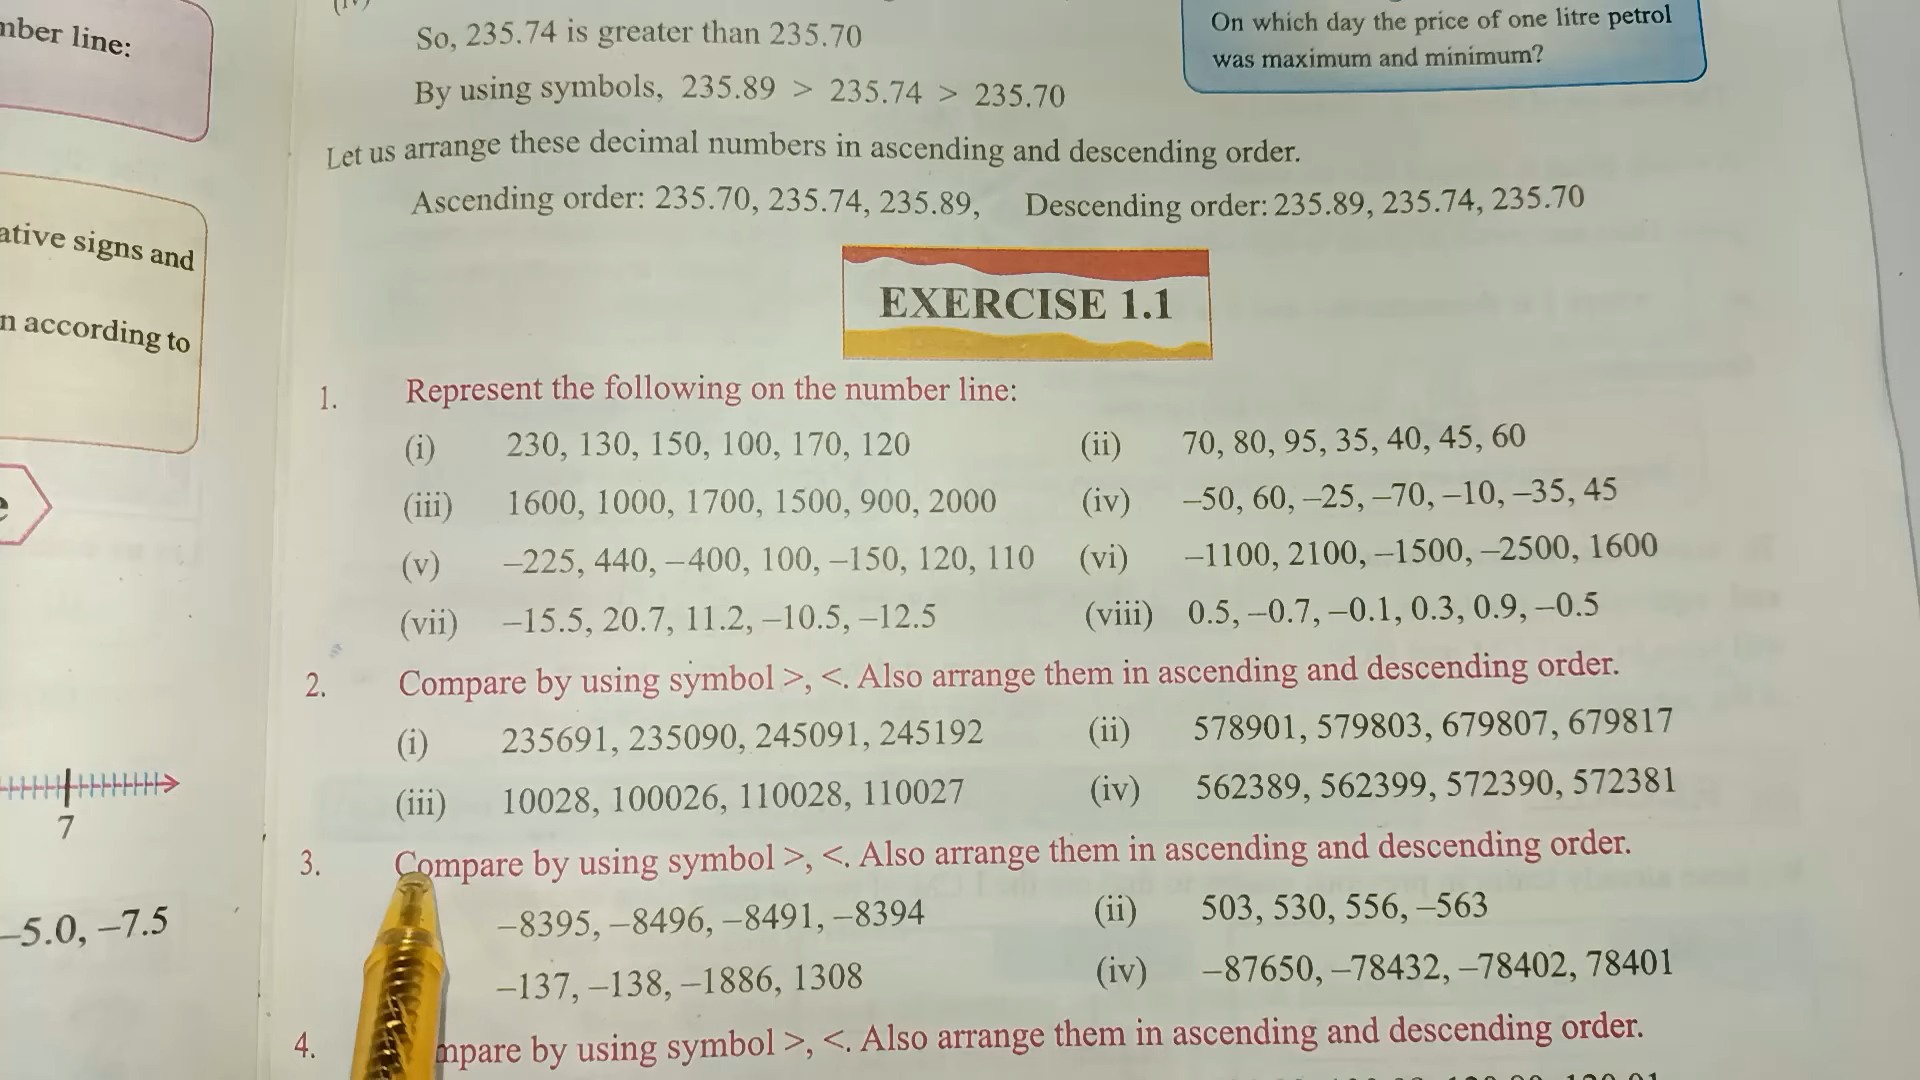 (iv)
So, 235.74 is greater than 235.70
By using symbols, 235.89 > 235.74 > 235.70
On which day the price of one litre petrol
was maximum and minimum?
Let us arrange these decimal numbers in ascending and descending order.
Ascending order: 235.70, 235.74, 235.89, Descending order: 235.89, 235.74, 235.70
EXERCISE 1.1
1. Represent the following on the number line:
(i) 230, 130, 150, 100, 170, 120 (ii) 70, 80, 95, 35, 40, 45, 60
(iii) 1600, 1000, 1700, 1500, 900, 2000 (iv) –50, 60, –25, –70, –10, –35, 45
(v) –225, 440, –400, 100, –150, 120, 110 (vi) –1100, 2100, –1500, –2500, 1600
(vii) –15.5, 20.7, 11.2, –10.5, –12.5 (viii) 0.5, –0.7, –0.1, 0.3, 0.9, –0.5
2. Compare by using symbol >, <. Also arrange them in ascending and descending order.
(i) 235691, 235090, 245091, 245192 (ii) 578901, 579803, 679807, 679817
(iii) 10028, 100026, 110028, 110027 (iv) 562389, 562399, 572390, 572381
3. Compare by using symbol >, <. Also arrange them in ascending and descending order.
–8395, –8496, –8491, –8394 (ii) 503, 530, 556, –563
–137, –138, –1886, 1308 (iv) –87650, –78432, –78402, 78401
4. mpare by using symbol >, <. Also arrange them in ascending and descending order.
nber line:
ative signs and
n according to
e
7
–5.0, –7.5